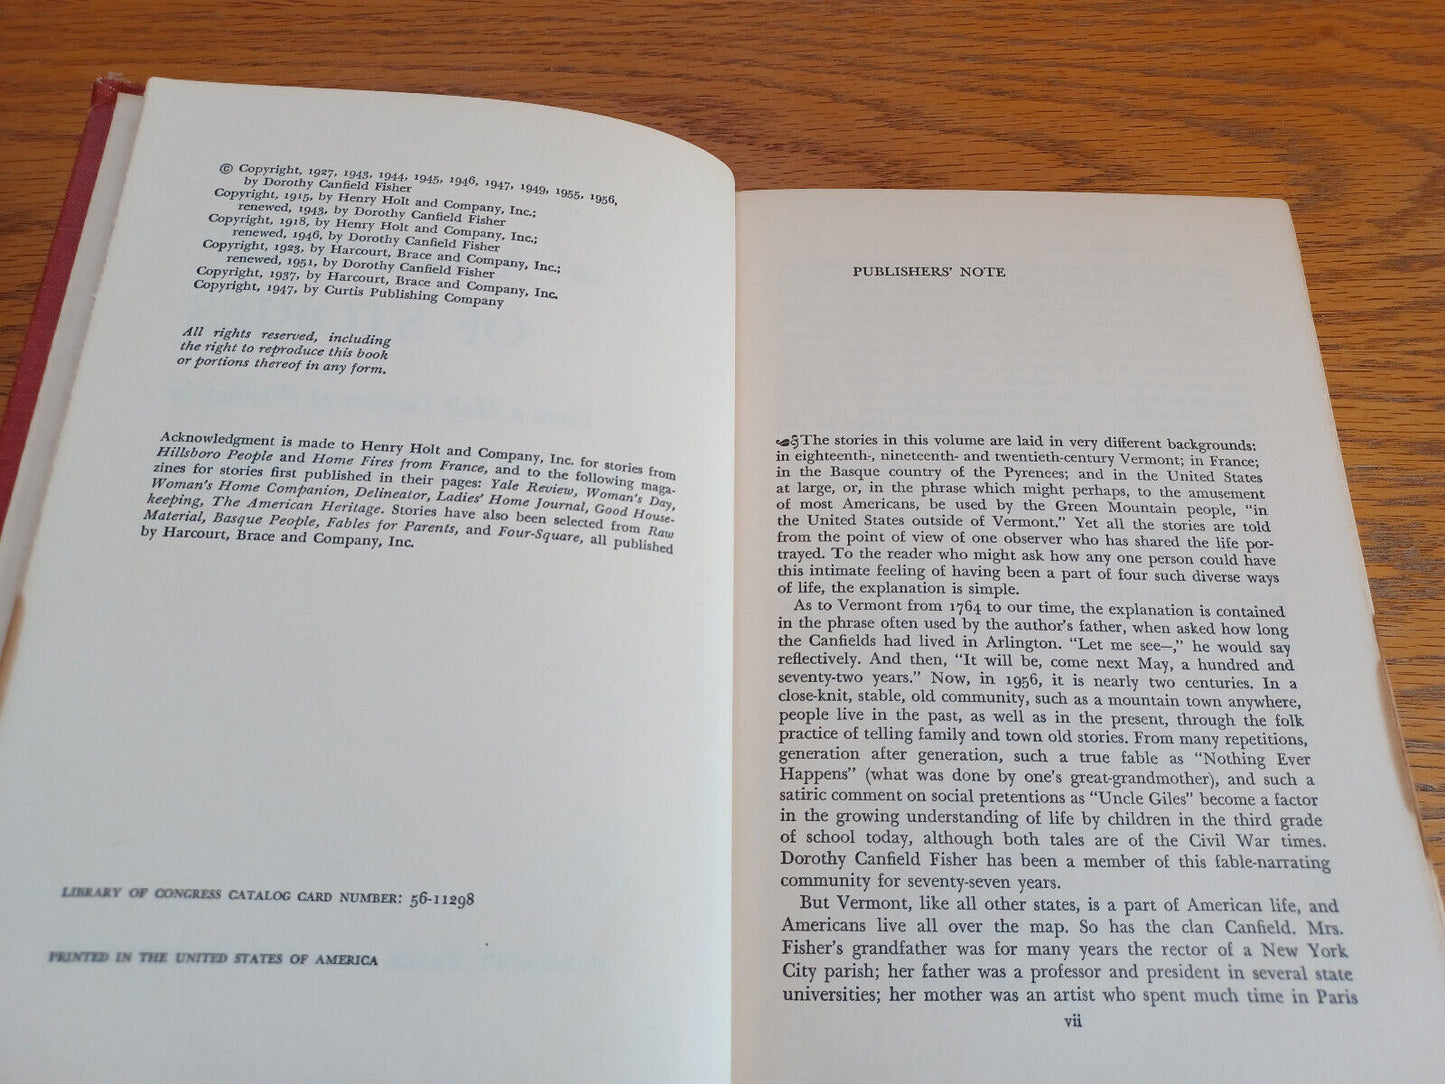 © Copyright, 1927, 1943, 1944, 1945, 1946, 1947, 1949, 1955, 1956,
by Dorothy Canfield Fisher
Copyright, 1915, by Henry Holt and Company, Inc.;
renewed, 1943, by Dorothy Canfield Fisher
Copyright, 1918, by Henry Holt and Company, Inc.;
renewed, 1946, by Dorothy Canfield Fisher
Copyright, 1923, by Harcourt, Brace and Company, Inc.;
renewed, 1951, by Dorothy Canfield Fisher
Copyright, 1937, by Harcourt, Brace and Company, Inc.
Copyright, 1947, by Curtis Publishing Company
All rights reserved, including
the right to reproduce this book
or portions thereof in any form.
Acknowledgment is made to Henry Holt and Company, Inc. for stories from
Hillsboro People and Home Fires from France, and to the following maga-
zines for stories first published in their pages: Yale Review, Woman's Day,
Woman's Home Companion, Delineator, Ladies' Home Journal, Good House-
keeping, The American Heritage. Stories have also been selected from Raw
Material, Basque People, Fables for Parents, and Four-Square, all published
by Harcourt, Brace and Company, Inc.
LIBRARY OF CONGRESS CATALOG CARD NUMBER: 56-11298
PRINTED IN THE UNITED STATES OF AMERICA
PUBLISHERS' NOTE
The stories in this volume are laid in very different backgrounds:
in eighteenth-, nineteenth- and twentieth-century Vermont; in France;
in the Basque country of the Pyrences; and in the United States
at large, or, in the phrase which might perhaps, to the amusement
of most Americans, be used by the Green Mountain people, "in
the United States outside of Vermont." Yet all the stories are told
from the point of view of one observer who has shared the life por-
trayed. To the reader who might ask how any one person could have
this intimate feeling of having been a part of four such diverse ways
of life, the explanation is simple.
As to Vermont from 1764 to our time, the explanation is contained
in the phrase often used by the author's father, when asked how long
the Canfields had lived in Arlington. "Let me see—," he would say
reflectively. And then, "It will be, come next May, a hundred and
seventy-two years." Now, in 1956, it is nearly two centuries. In a
close-knit, stable, old community, such as a mountain town anywhere,
people live in the past, as well as in the present, through the folk
practice of telling family and town old stories. From many repetitions,
generation after generation, such a true fable as "Nothing Ever
Happens" (what was done by one's great-grandmother), and such a
satiric comment on social pretentions as "Uncle Giles" become a factor
in the growing understanding of life by children in the third grade
of school today, although both tales are of the Civil War times.
Dorothy Canfield Fisher has been a member of this fable-narrating
community for seventy-seven years.
But Vermont, like all other states, is a part of American life, and
Americans live all over the map. So has the clan Canfield. Mrs.
Fisher's grandfather was for many years the rector of a New York
City parish; her father was a professor and president in several state
universities; her mother was an artist who spent much time in Paris
vii